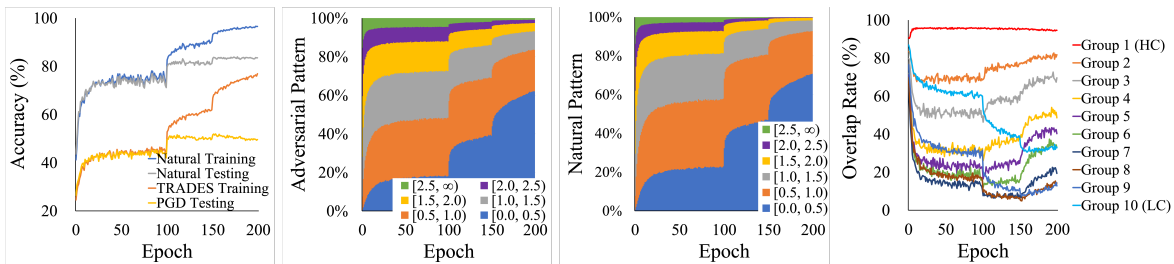 Accuracy (%)
100
80
60
40
20
Natural Training
Natural Testing
TRADES Training
PGD Testing
0 50 100 150 200
Epoch
Adversarial Pattern
100%
80%
60%
40%
20%
0%
[2.5, ∞) [2.0, 2.5)
[1.5, 2.0) [1.0, 1.5)
[0.5, 1.0) [0.0, 0.5)
0 50 100 150 200
Epoch
Natural Pattern
100%
80%
60%
40%
20%
0%
[2.5, ∞)
[2.0, 2.5)
[1.5, 2.0)
[1.0, 1.5)
[0.5, 1.0)
[0.0, 0.5)
0 50 100 150 200
Epoch
Overlap Rate (%)
100
80
60
40
20
0
0 50 100 150 200
Epoch
Group 1 (HC)
Group 2
Group 3
Group 4
Group 5
Group 6
Group 7
Group 8
Group 9
Group 10 (LC)